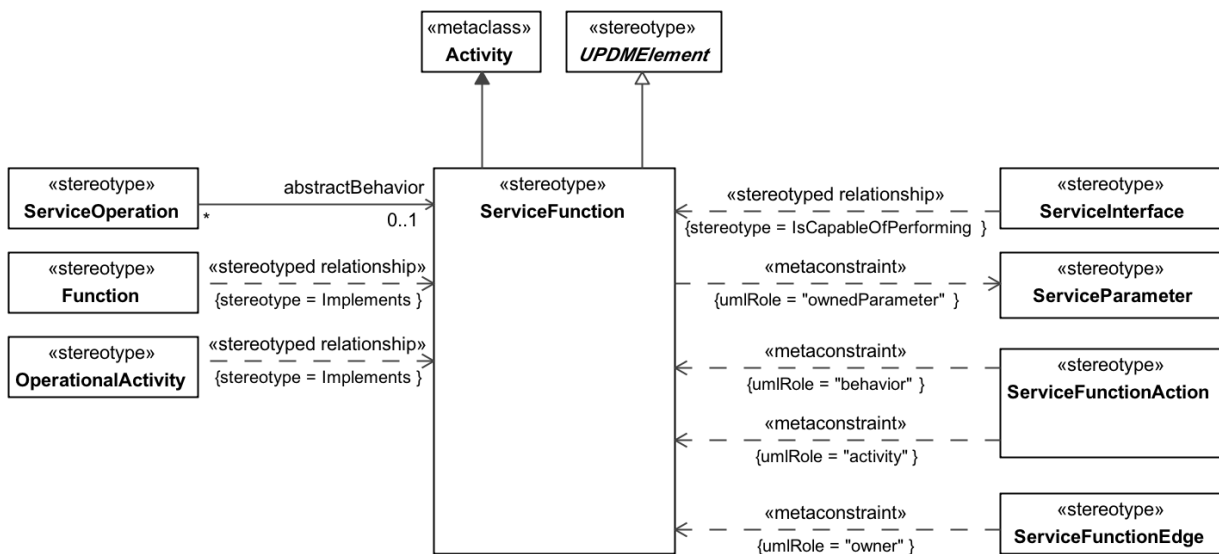 «metaclass»
Activity
«stereotype»
UPDMElement
«stereotype»
ServiceOperation
abstractBehavior
*
0..1
«stereotype»
Function
«stereotyped relationship»
{stereotype = Implements }
«stereotype»
OperationalActivity
«stereotyped relationship»
{stereotype = Implements }
«stereotype»
ServiceFunction
«stereotyped relationship»
{stereotype = IsCapableOfPerforming }
«stereotype»
ServiceInterface
«metaconstraint»
{umlRole = "ownedParameter" }
«stereotype»
ServiceParameter
«metaconstraint»
{umlRole = "behavior" }
«stereotype»
ServiceFunctionAction
«metaconstraint»
{umlRole = "activity" }
«metaconstraint»
{umlRole = "owner" }
«stereotype»
ServiceFunctionEdge